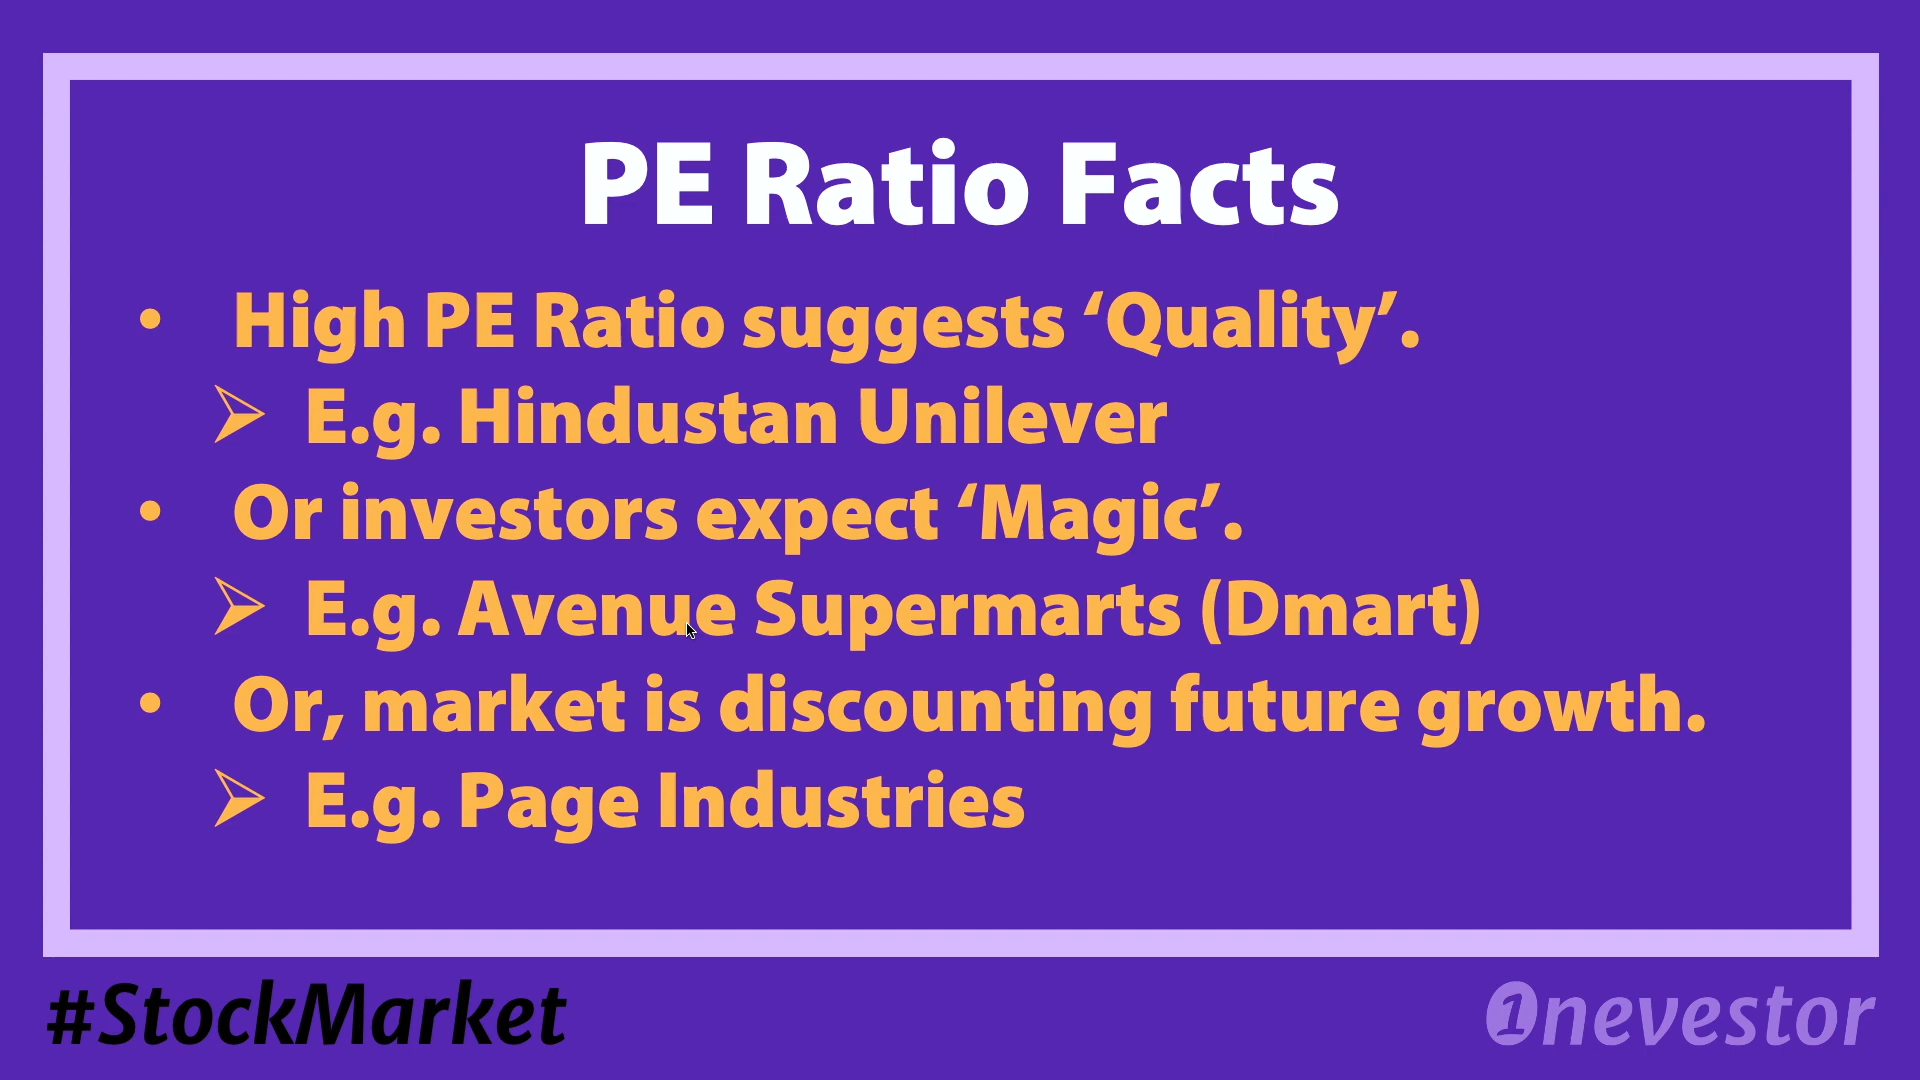 PE Ratio Facts
• High PE Ratio suggests ‘Quality’.
➢ E.g. Hindustan Unilever
• Or investors expect ‘Magic’.
➢ E.g. Avenue Supermarts (Dmart)
• Or, market is discounting future growth.
➢ E.g. Page Industries
#StockMarket
1nevestor